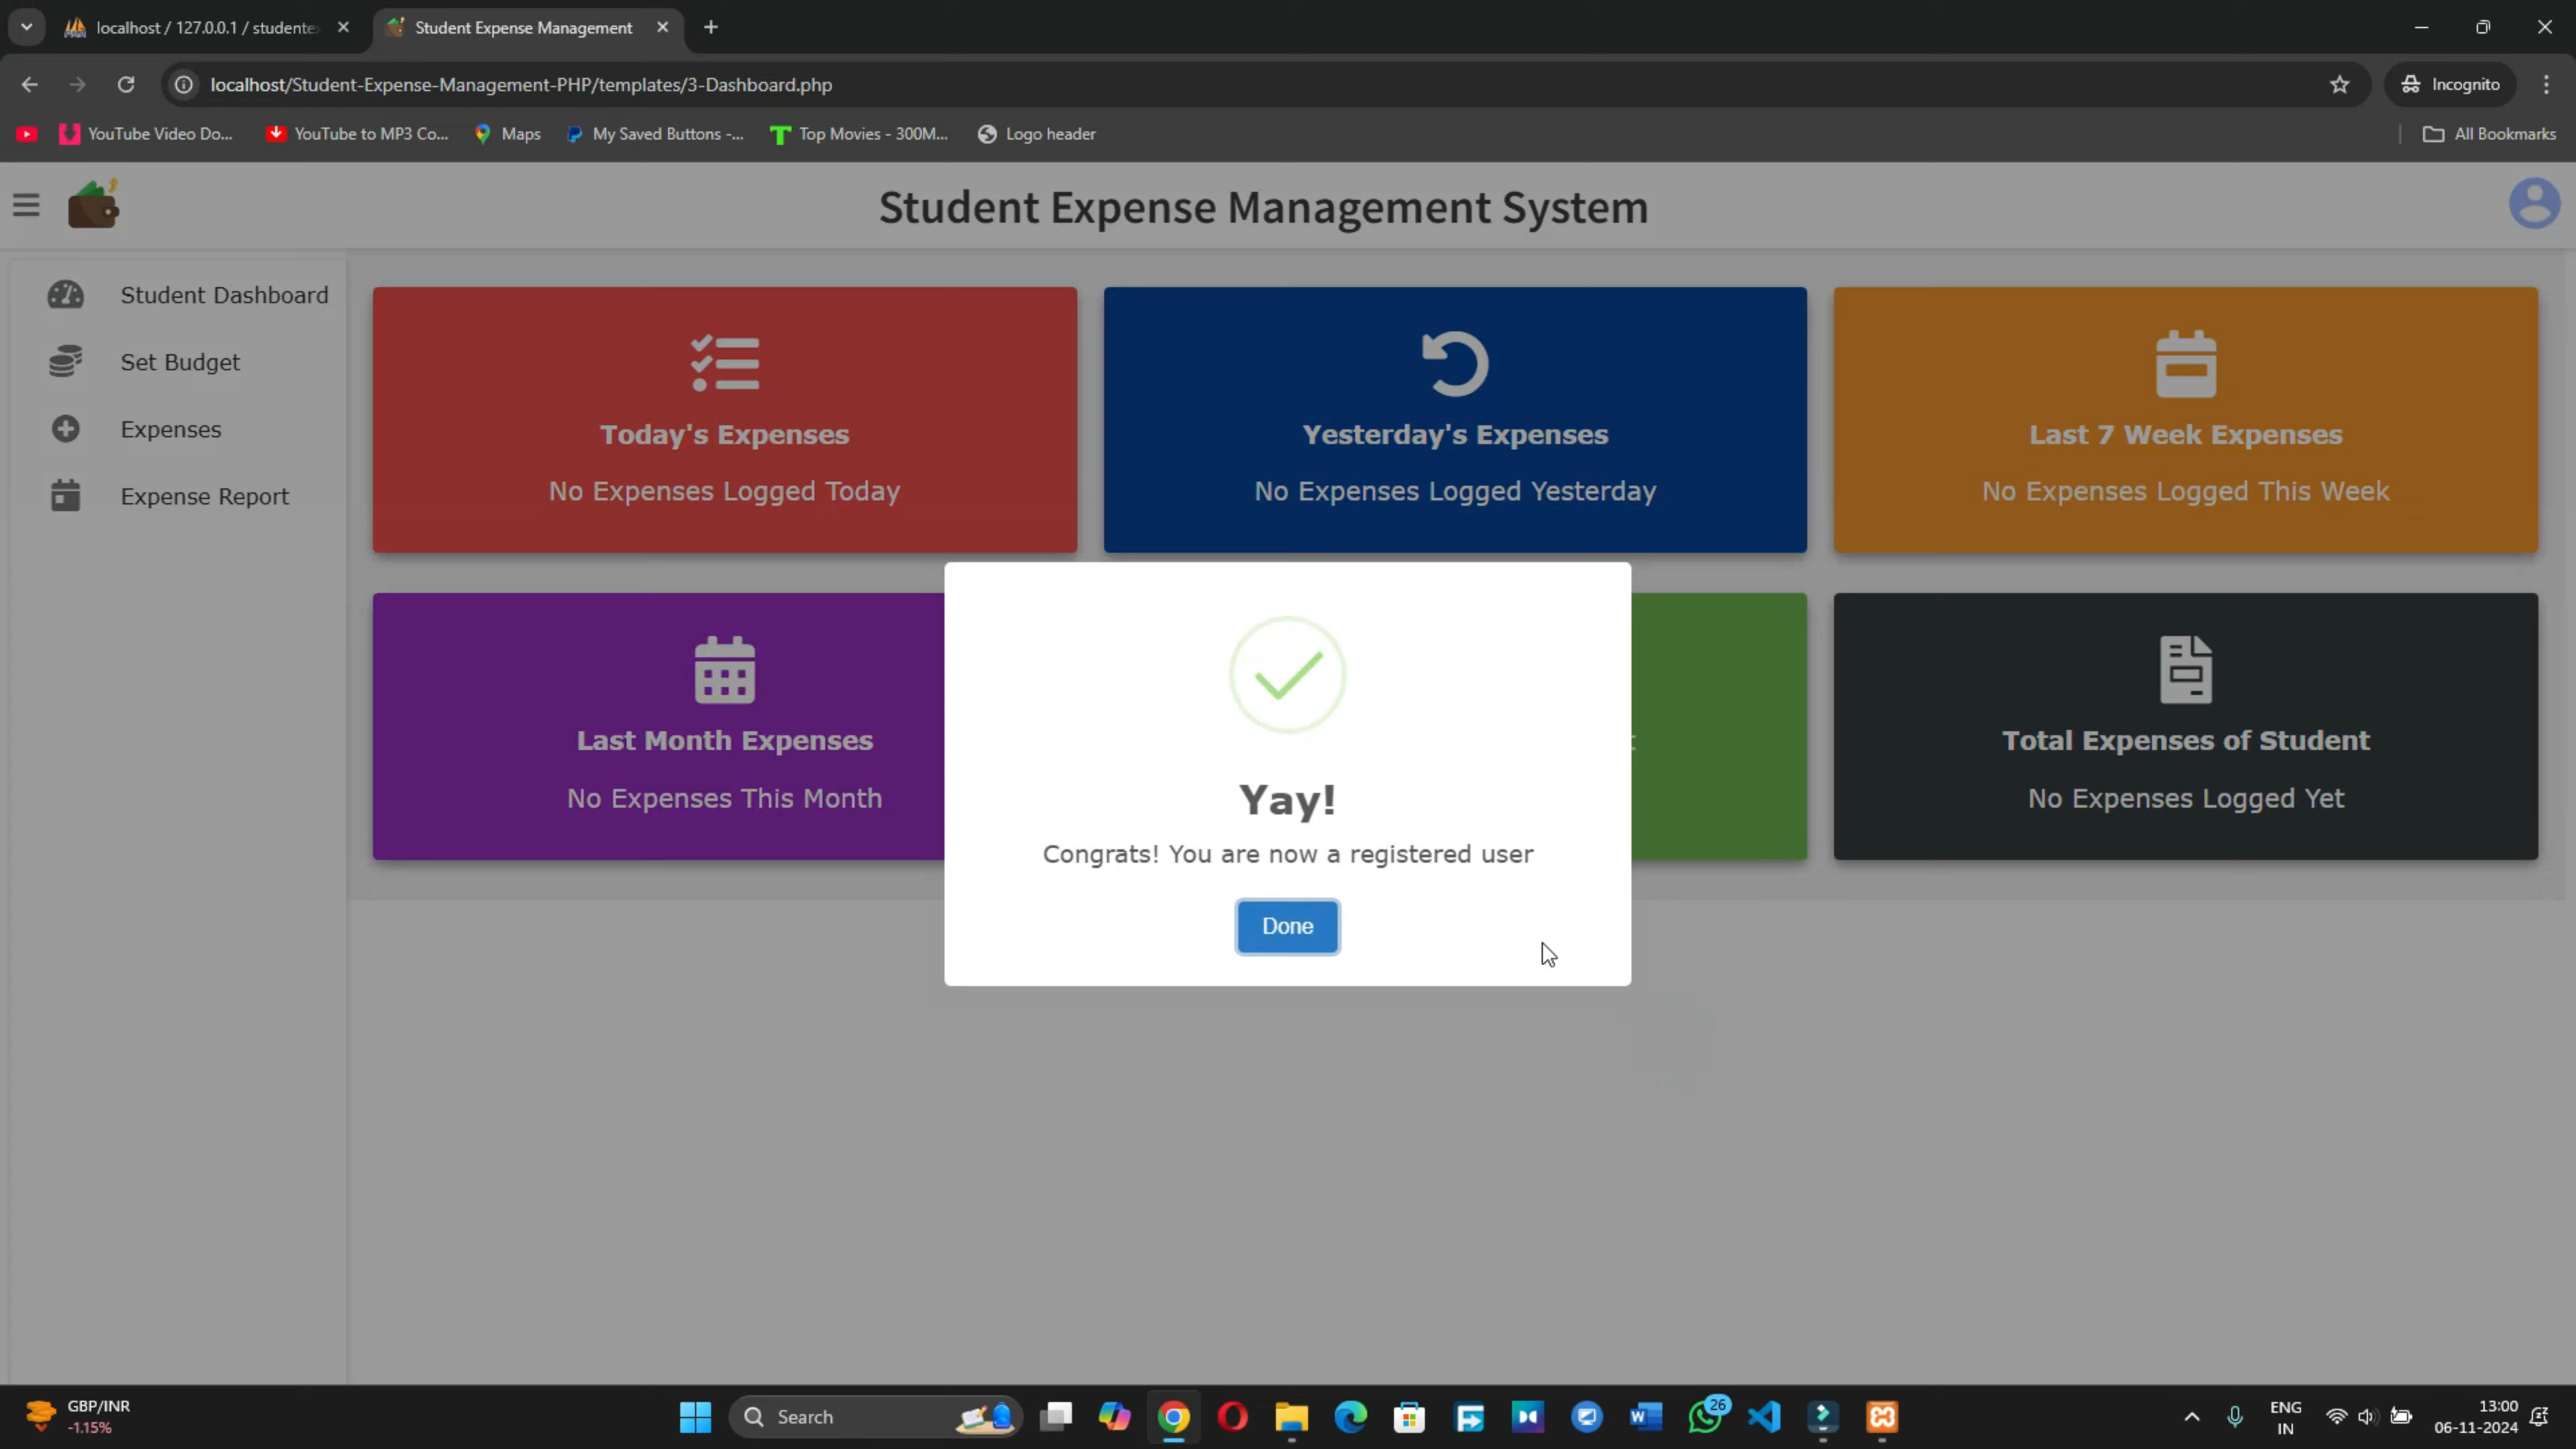 localhost / 127.0.0.1 / studente
Student Expense Management
localhost/Student-Expense-Management-PHP/templates/3-Dashboard.php
Incognito
YouTube Video Do...
YouTube to MP3 Co...
Maps
My Saved Buttons -...
Top Movies - 300M...
Logo header
All Bookmarks
Student Expense Management System
Student Dashboard
Set Budget
Expenses
Expense Report
Today's Expenses
No Expenses Logged Today
Yesterday's Expenses
No Expenses Logged Yesterday
Last 7 Week Expenses
No Expenses Logged This Week
Last Month Expenses
No Expenses This Month
Total Expenses of Student
No Expenses Logged Yet
Yay!
Congrats! You are now a registered user
Done
GBP/INR
-1.15%
Search
26
ENG
IN
13:00
06-11-2024